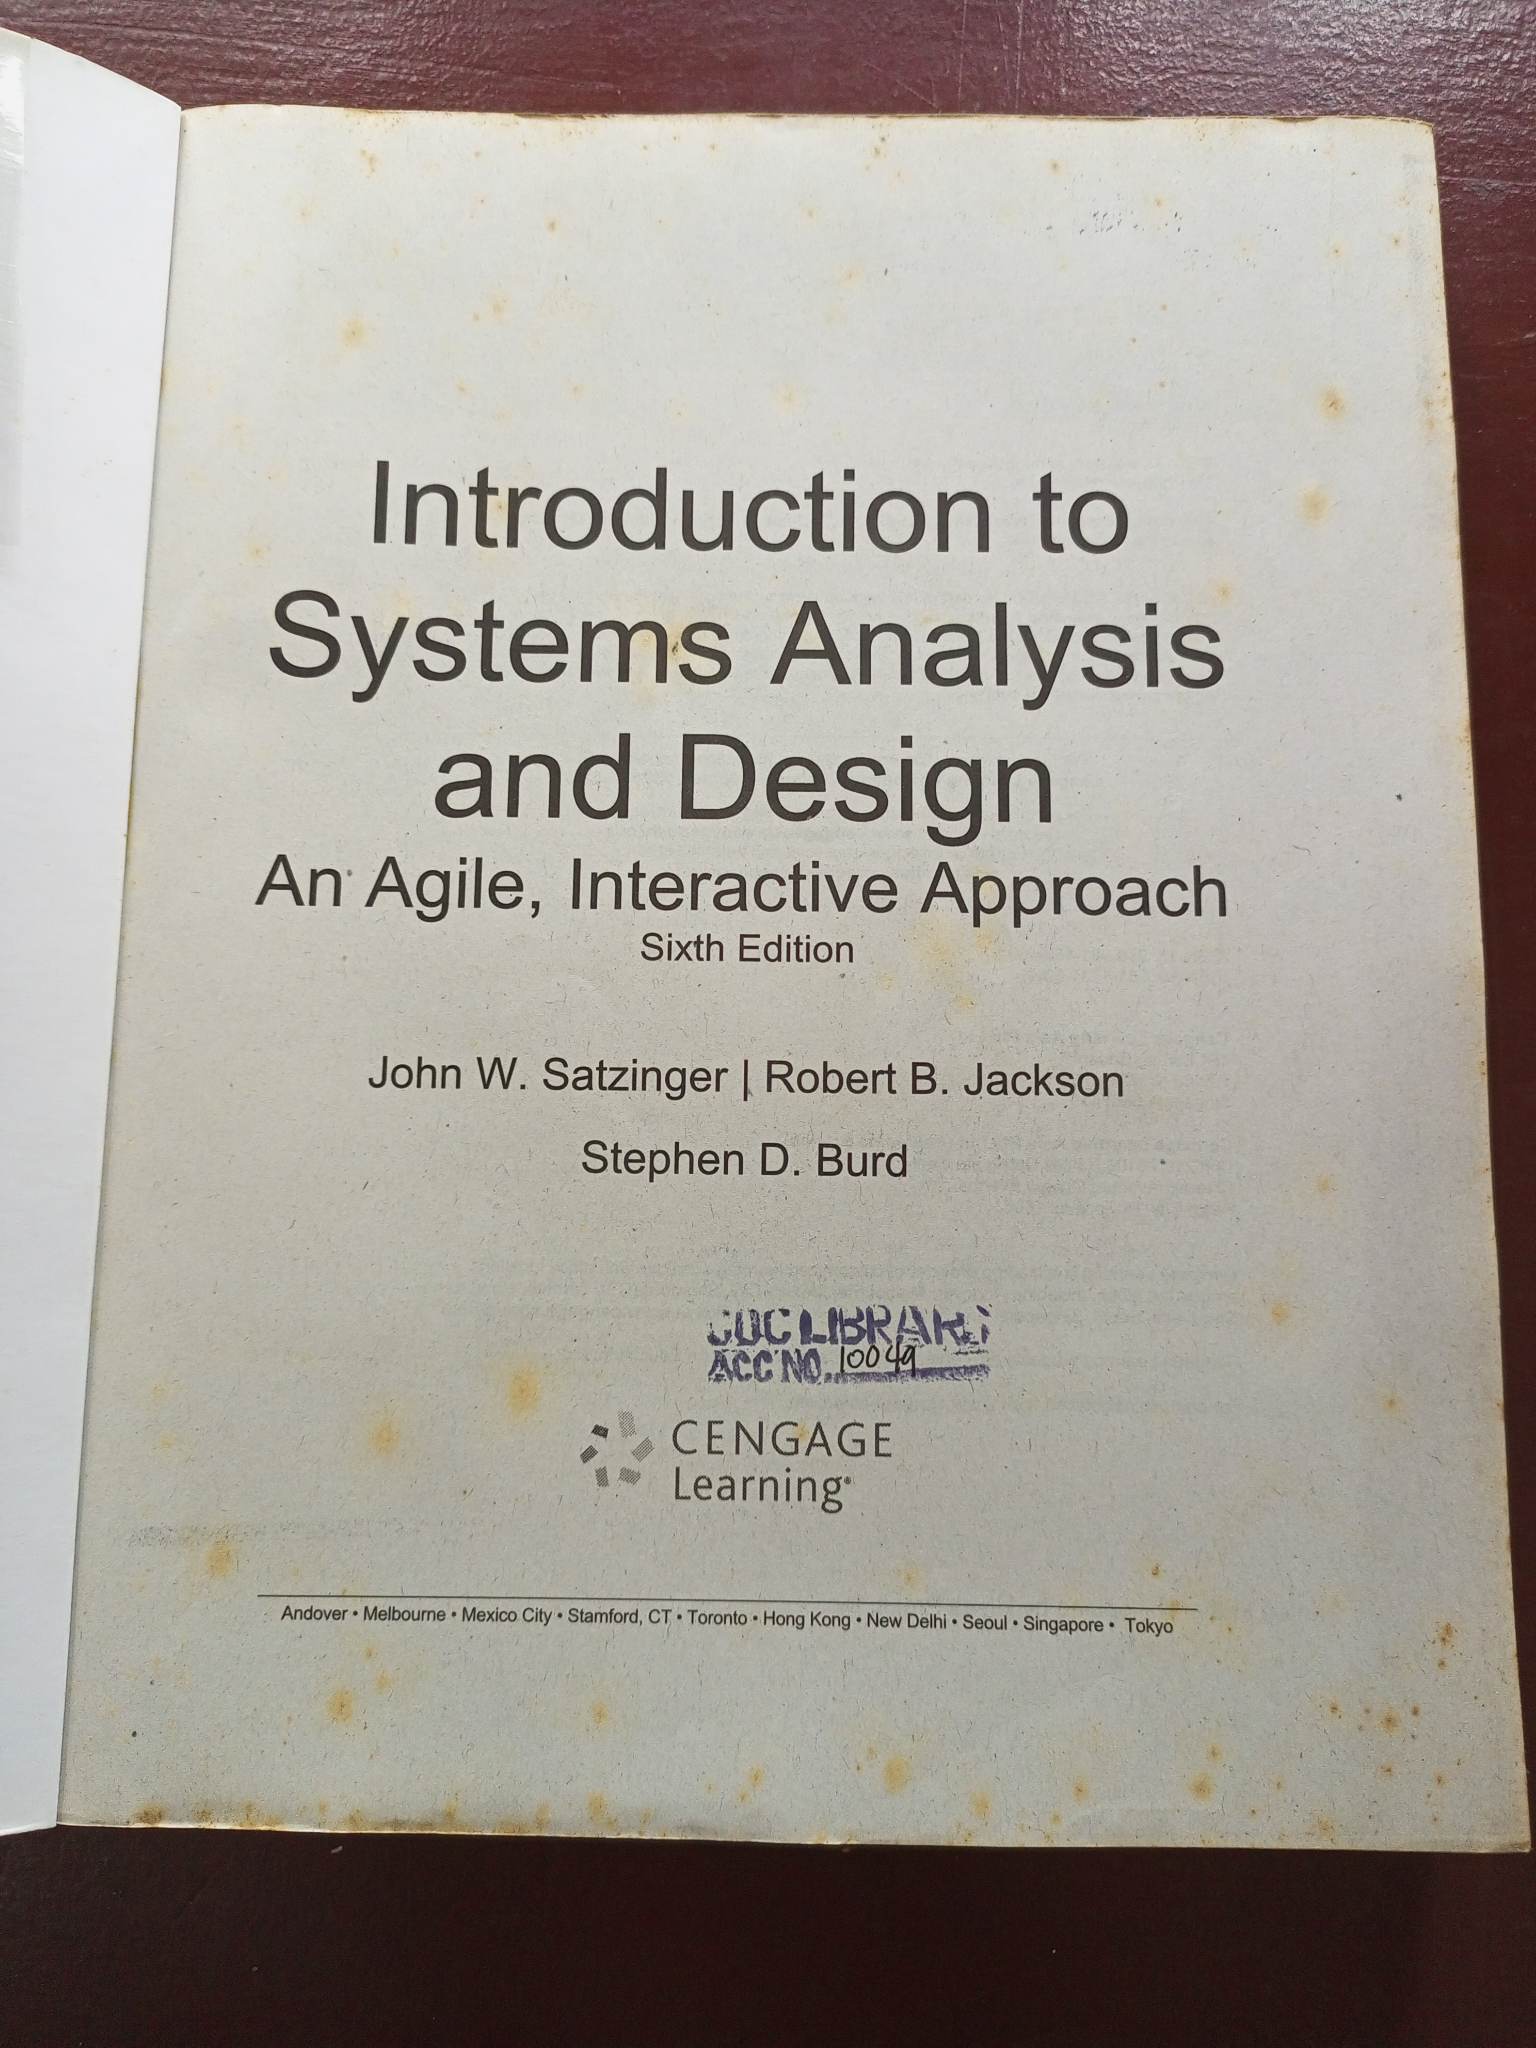 Introduction to
Systems Analysis
and Design
An Agile, Interactive Approach
Sixth Edition
John W. Satzinger | Robert B. Jackson
Stephen D. Burd
LIBRARY
ACC NO. 10049
CENGAGE
Learning®
Andover • Melbourne • Mexico City • Stamford, CT • Toronto • Hong Kong • New Delhi • Seoul • Singapore • Tokyo